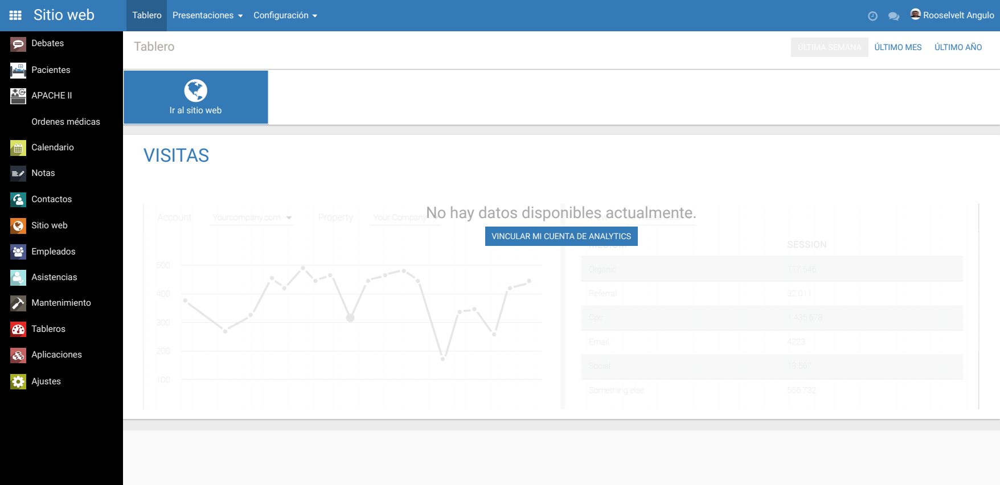 Sitio web
Tablero Presentaciones Configuración
Rooselvelt Angulo
Debates
Pacientes
APACHE II
Ordenes médicas
Calendario
Notas
Contactos
Sitio web
Empleados
Asistencias
Mantenimiento
Tableros
Aplicaciones
Ajustes
Tablero
ÚLTIMA SEMANA ÚLTIMO MES ÚLTIMO AÑO
Ir al sitio web
VISITAS
No hay datos disponibles actualmente.
VINCULAR MI CUENTA DE ANALYTICS
Account Yourcompany.com Property Your Company
500
400
300
200
100
MEDIUM SESSION
Organic 117.546
Referral 32.011
Cpc 1.435.678
Email 4223
Social 13.567
Something else 556.732